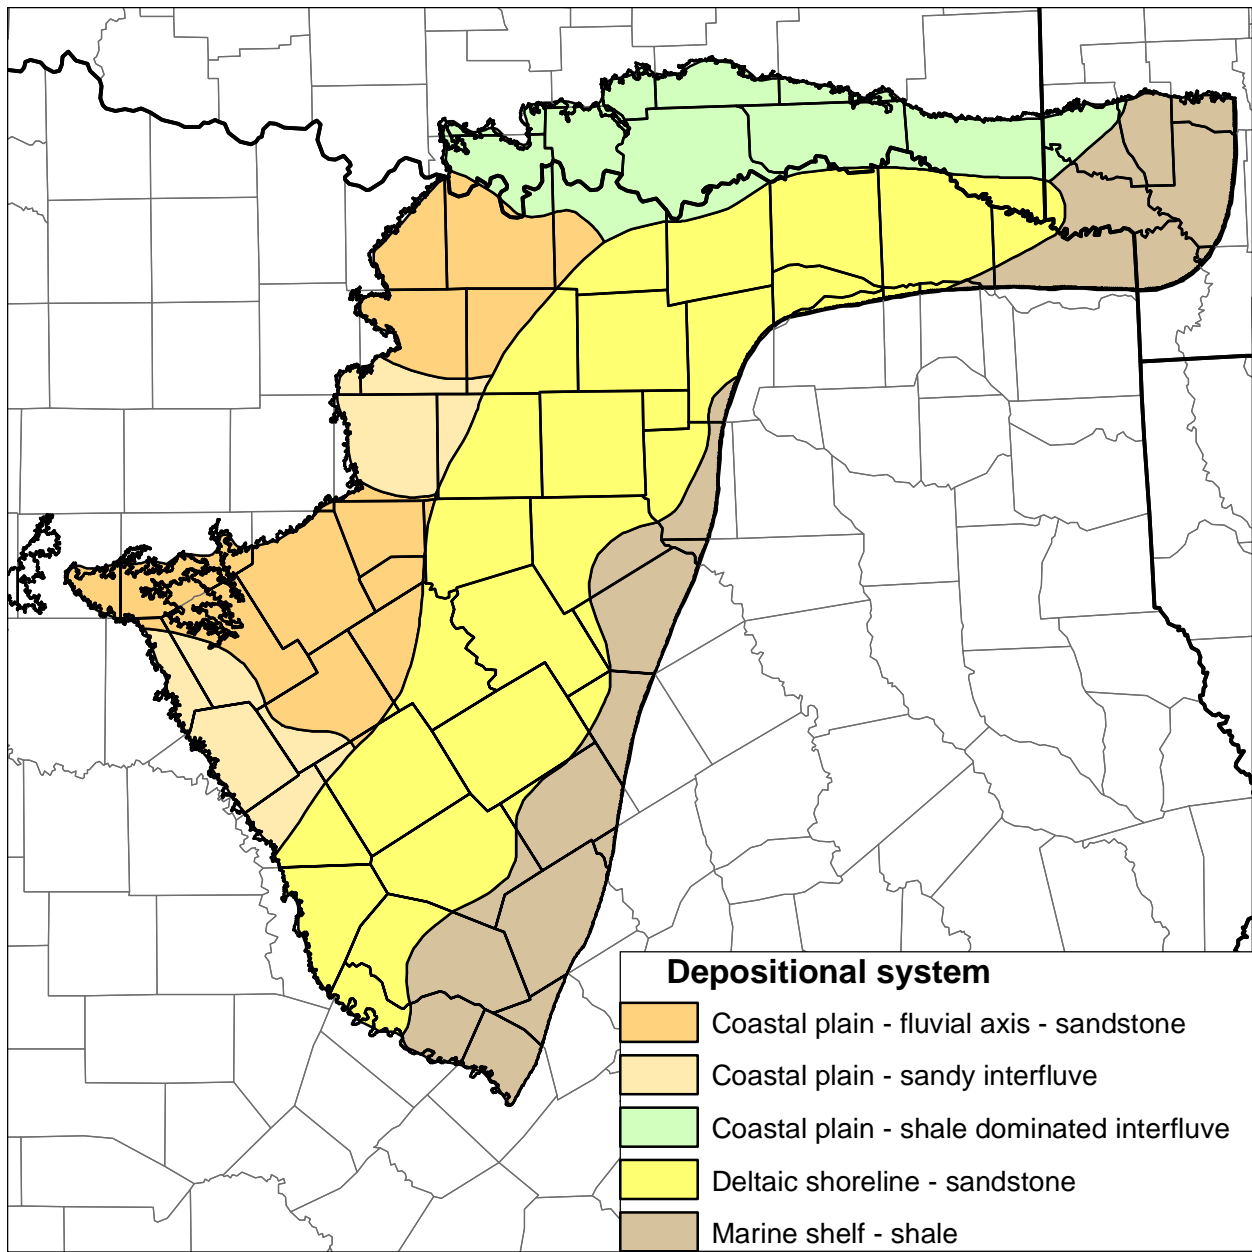 Depositional system
Coastal plain - fluvial axis - sandstone
Coastal plain - sandy interfluve
Coastal plain - shale dominated interfluve
Deltaic shoreline - sandstone
Marine shelf - shale